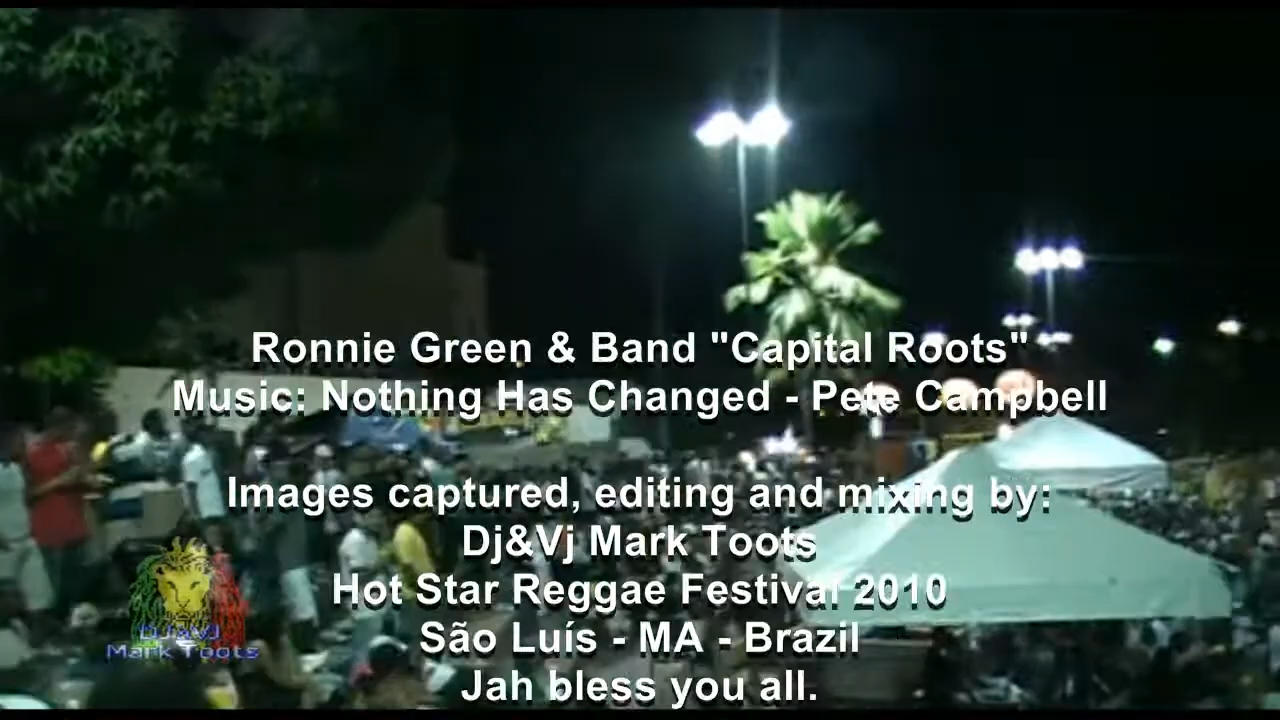 Ronnie Green & Band "Capital Roots"
Music: Nothing Has Changed - Pete Campbell
Images captured, editing and mixing by:
Dj&Vj Mark Toots
Hot Star Reggae Festival 2010
São Luís - MA - Brazil
Jah bless you all.
DJ&VJ
Mark Toots